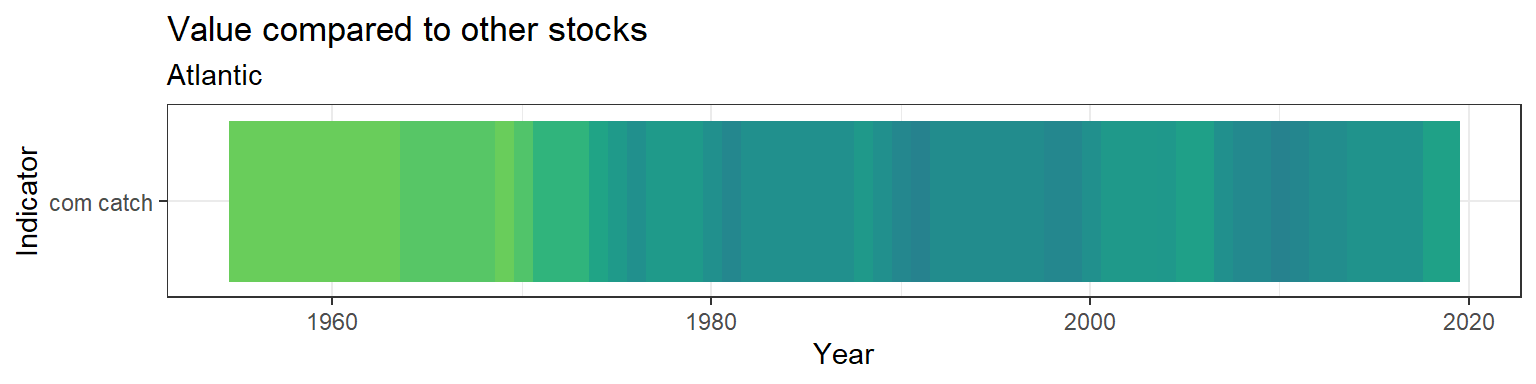 Value compared to other stocks
Atlantic
Indicator
com catch
1960 1980 2000 2020
Year